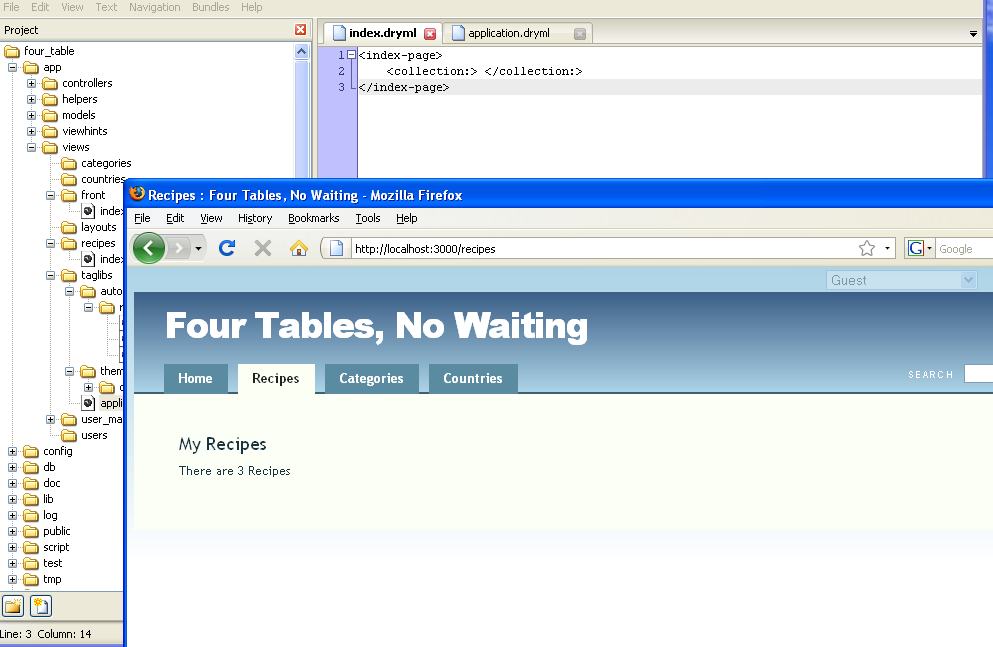 File Edit View Text Navigation Bundles Help
Project
four_table
app
controllers
helpers
models
viewhints
views
categories
countries
front
index
layouts
recipes
index
taglibs
auto
them
appli
user_ma
users
config
db
doc
lib
log
public
script
test
tmp
Line: 3 Column: 14
index.dryml application.dryml
1 <index-page>
2 <collection:> </collection:>
3 </index-page>
Recipes : Four Tables, No Waiting - Mozilla Firefox
File Edit View History Bookmarks Tools Help
http://localhost:3000/recipes
G Google
Guest
Four Tables, No Waiting
Home Recipes Categories Countries
SEARCH
My Recipes
There are 3 Recipes